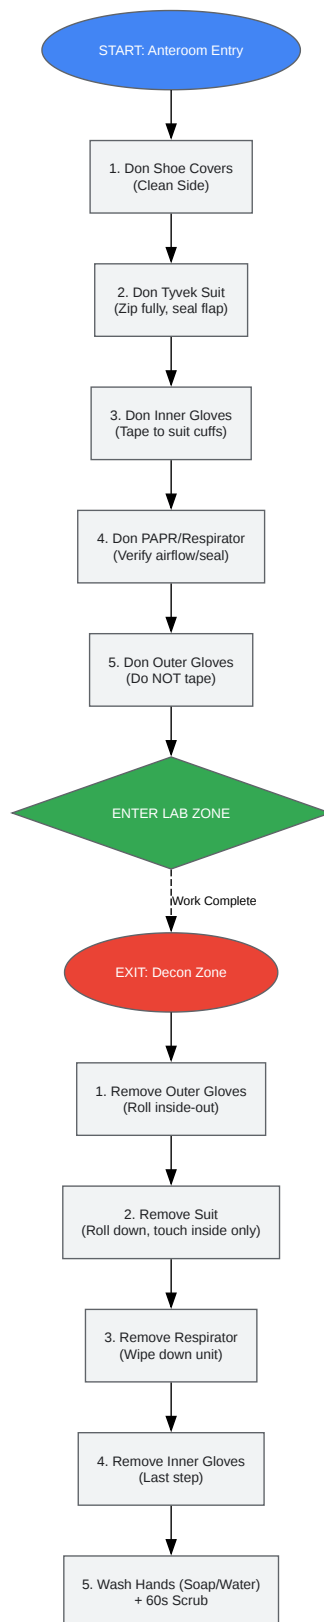 START: Anteroom Entry
1. Don Shoe Covers
(Clean Side)
2. Don Tyvek Suit
(Zip fully, seal flap)
3. Don Inner Gloves
(Tape to suit cuffs)
4. Don PAPR/Respirator
(Verify airflow/seal)
5. Don Outer Gloves
(Do NOT tape)
ENTER LAB ZONE
Work Complete
EXIT: Decon Zone
1. Remove Outer Gloves
(Roll inside-out)
2. Remove Suit
(Roll down, touch inside only)
3. Remove Respirator
(Wipe down unit)
4. Remove Inner Gloves
(Last step)
5. Wash Hands (Soap/Water)
+ 60s Scrub